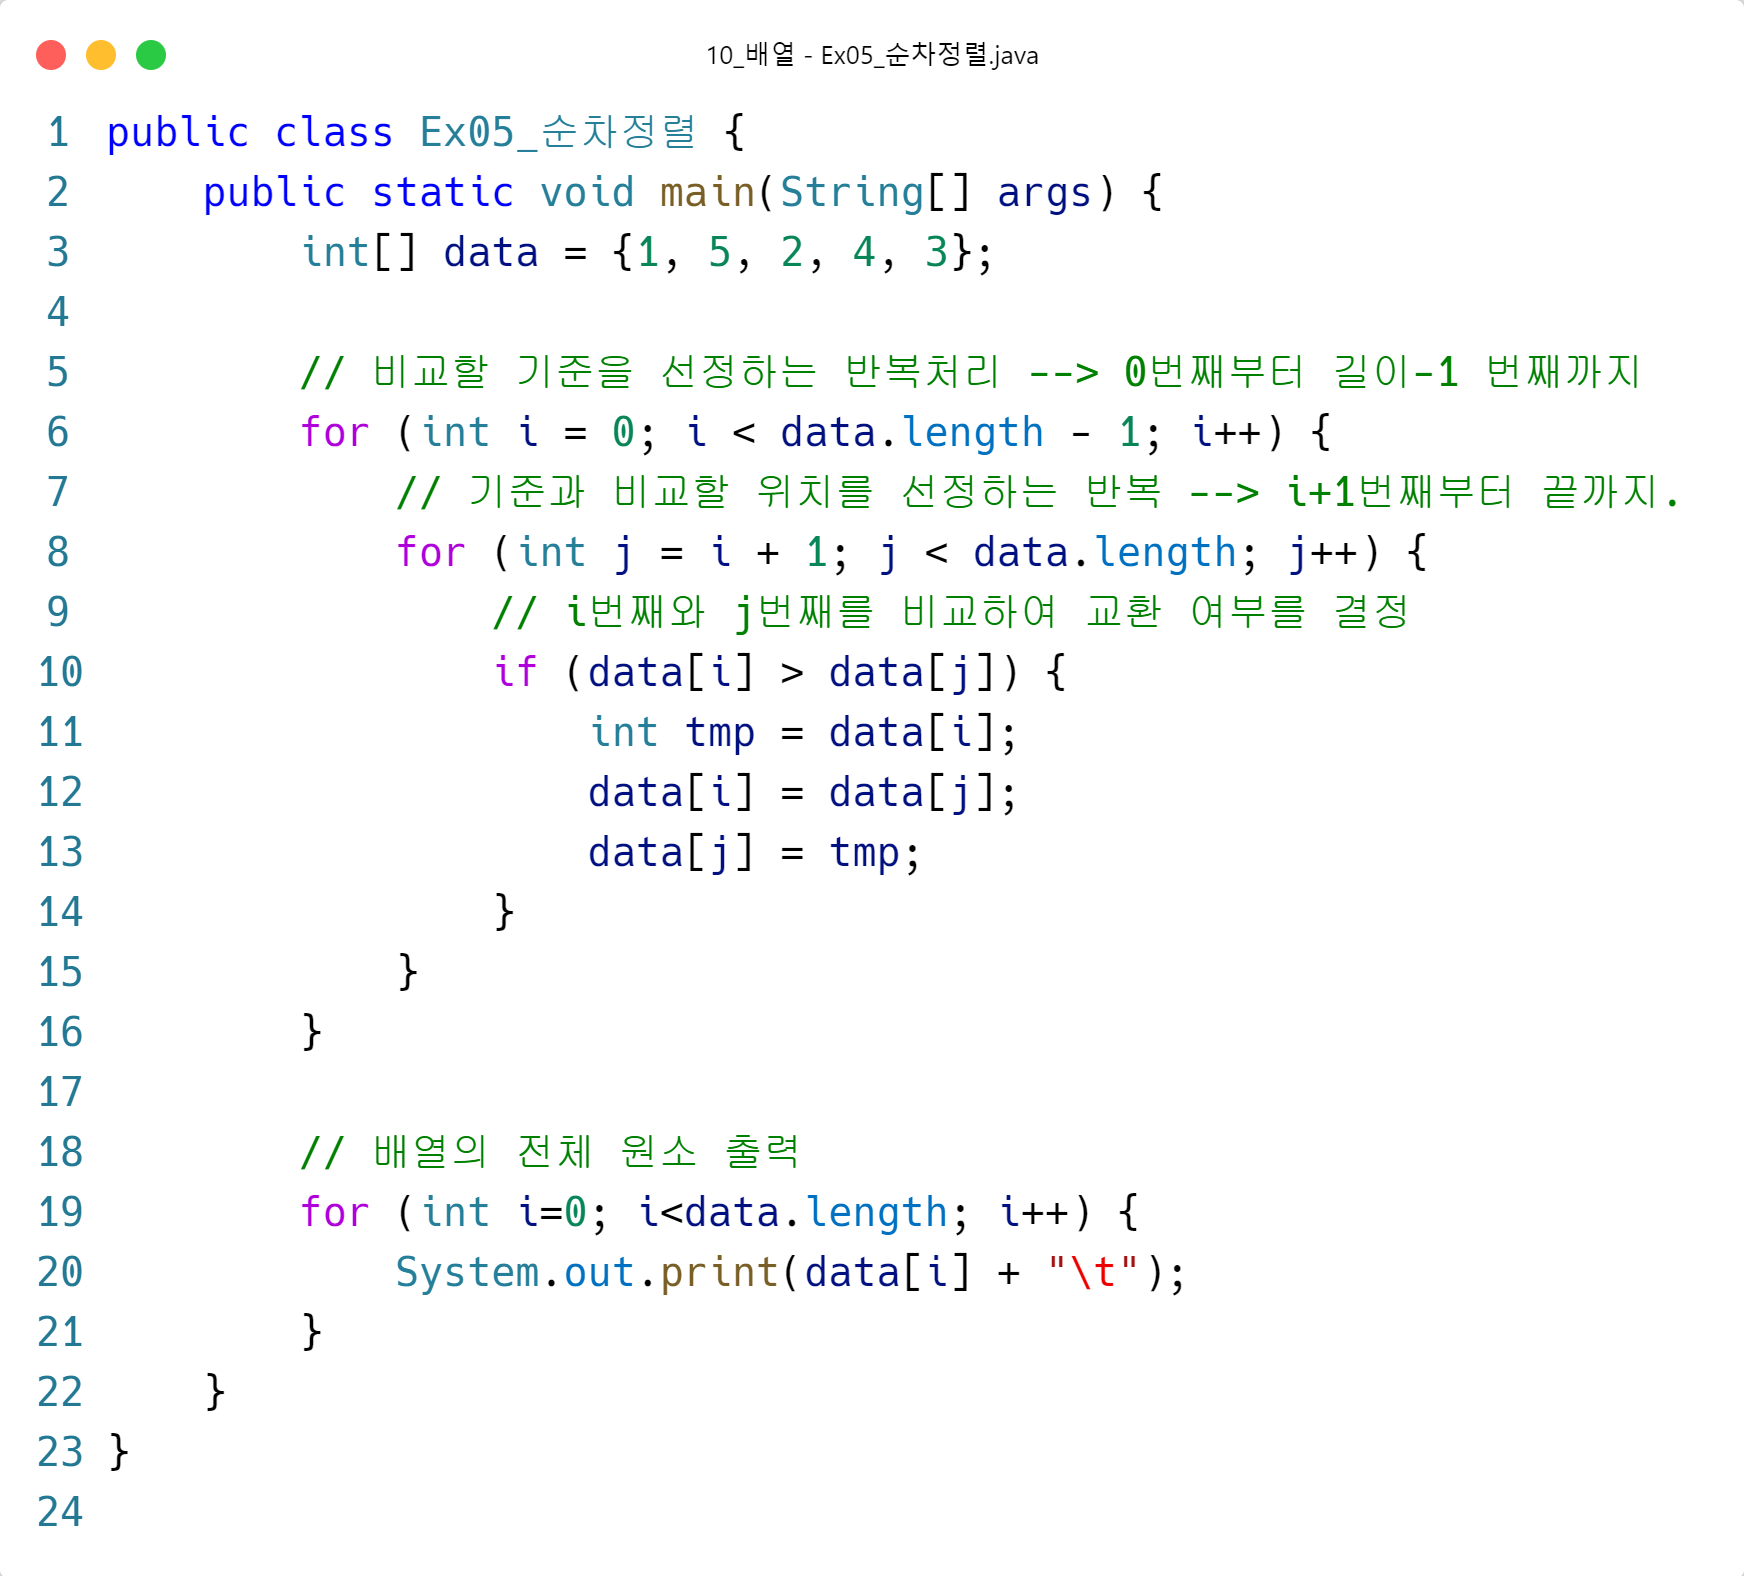 10_배열 - Ex05_순차정렬.java
1 public class Ex05_순차정렬 {
2     public static void main(String[] args) {
3         int[] data = {1, 5, 2, 4, 3};
4
5         // 비교할 기준을 선정하는 반복처리 --> 0번째부터 길이-1 번째까지
6         for (int i = 0; i < data.length - 1; i++) {
7             // 기준과 비교할 위치를 선정하는 반복 --> i+1번째부터 끝까지.
8             for (int j = i + 1; j < data.length; j++) {
9                 // i번째와 j번째를 비교하여 교환 여부를 결정
10                 if (data[i] > data[j]) {
11                     int tmp = data[i];
12                     data[i] = data[j];
13                     data[j] = tmp;
14                 }
15             }
16         }
17
18         // 배열의 전체 원소 출력
19         for (int i=0; i<data.length; i++) {
20             System.out.print(data[i] + "\t");
21         }
22     }
23 }
24